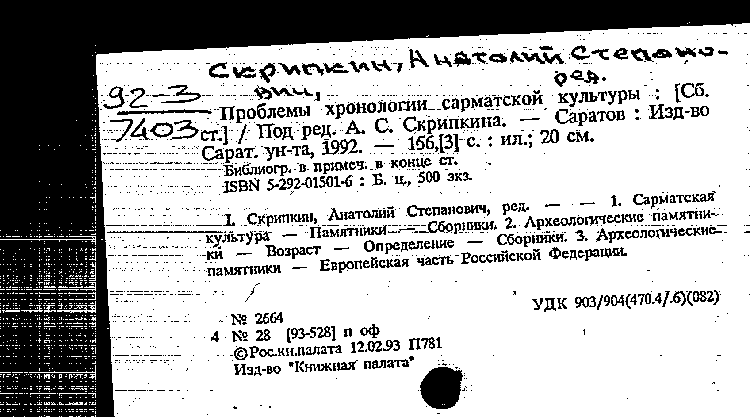 Скрипкин, Анатолий Степано-
вич, ред.
92-3
7403
Проблемы хронологии сарматской культуры : [Сб.
ст.] / Под ред. А. С. Скрипкина. — Саратов : Изд-во
Сарат. ун-та, 1992. — 156,[3] с. : ил.; 20 см.
Библиогр. в примеч. в конце ст.
ISBN 5-292-01501-6 : Б. ц., 500 экз.
I. Скрипкин, Анатолий Степанович, ред. — — 1. Сарматская
культура — Памятники — Сборники. 2. Археологические памятни-
ки — Возраст — Определение — Сборники. 3. Археологические
памятники — Европейская часть Российской Федерации.
УДК 903/904(470.4/.6)(082)
№ 2664
4 № 28 [93-528] п оф
©Рос.кн.палата 12.02.93 П781
Изд-во "Книжная палата"